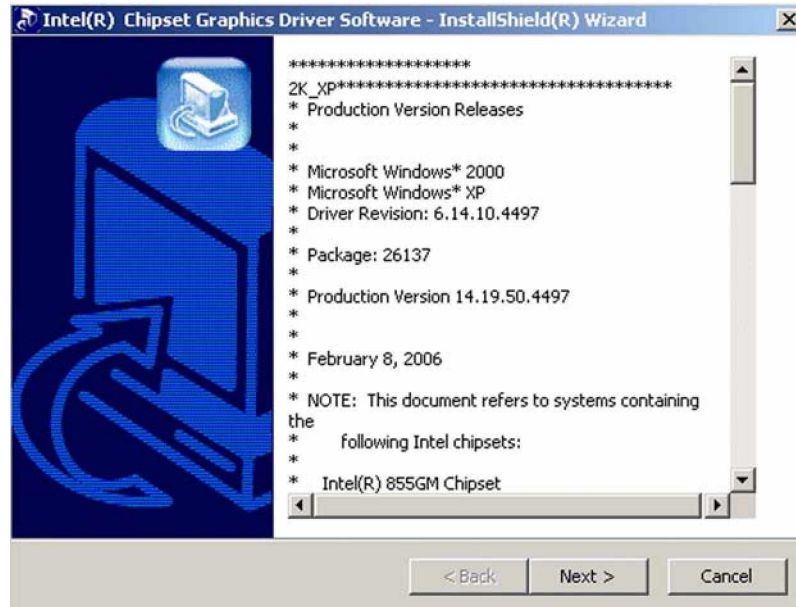 Intel(R) Chipset Graphics Driver Software - InstallShield(R) Wizard
*******************
2K_XP***********************************
* Production Version Releases
*
*
* Microsoft Windows* 2000
* Microsoft Windows* XP
* Driver Revision: 6.14.10.4497
*
* Package: 26137
*
* Production Version 14.19.50.4497
*
*
* February 8, 2006
*
* NOTE: This document refers to systems containing
the
* following Intel chipsets:
*
* Intel(R) 855GM Chipset
< Back
Next >
Cancel